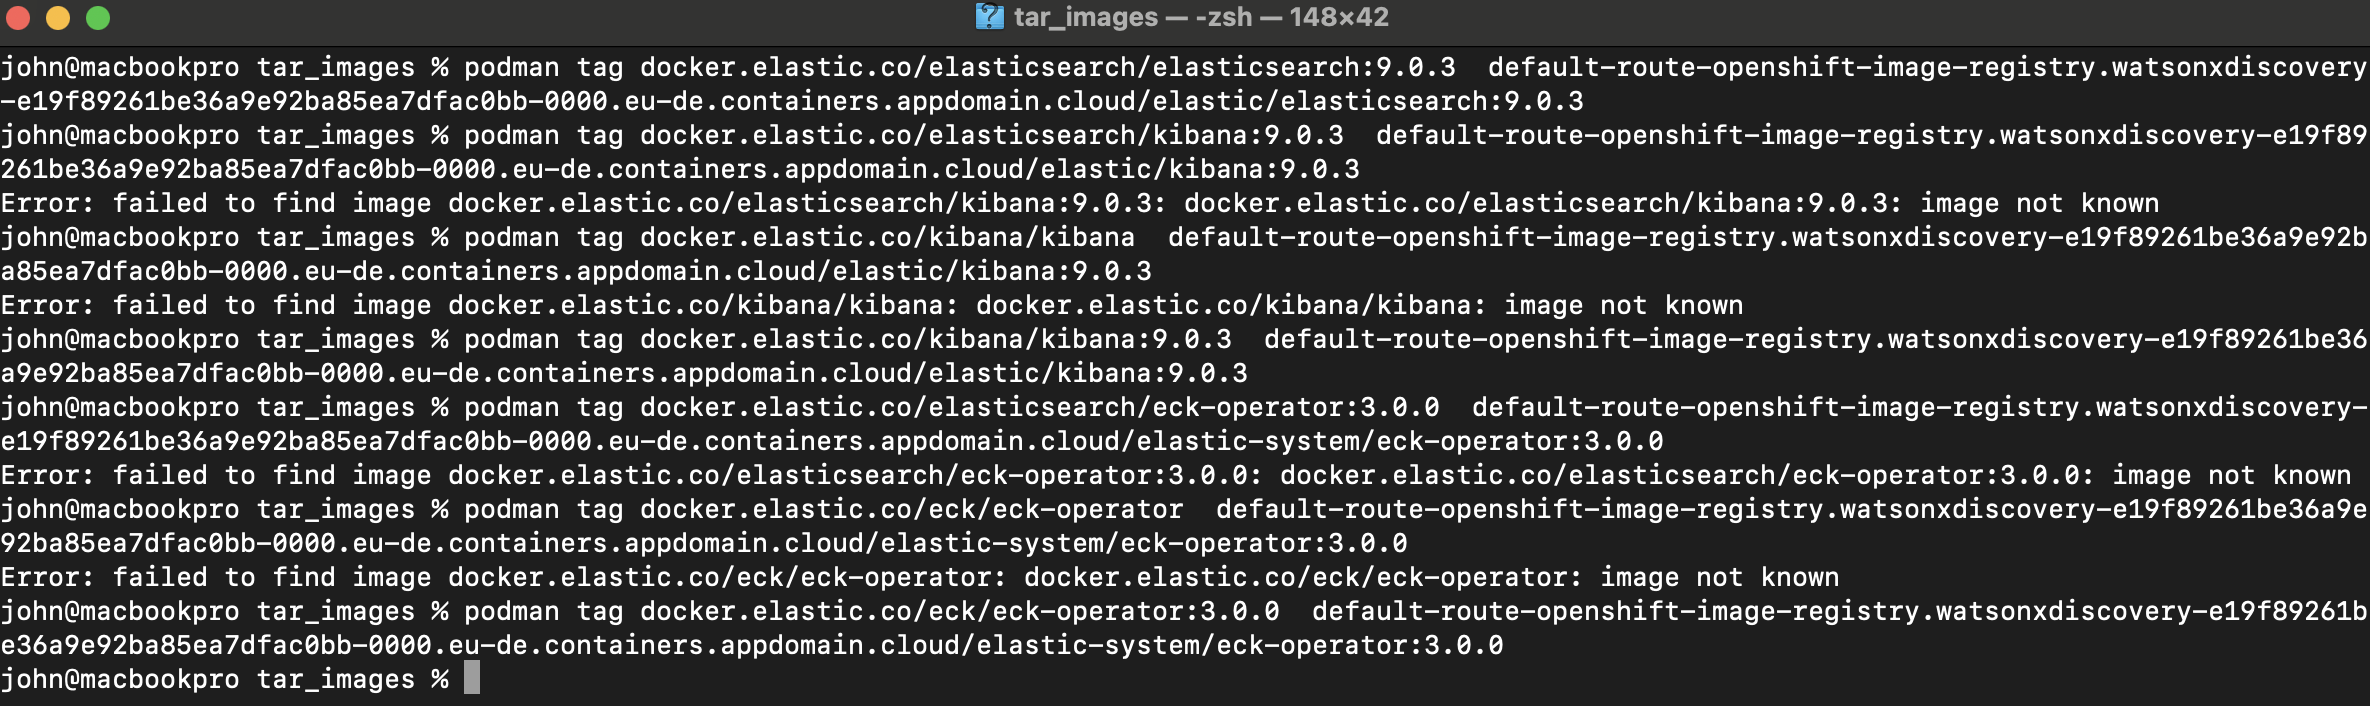 tar_images — -zsh — 148×42
john@macbookpro tar_images % podman tag docker.elastic.co/elasticsearch/elasticsearch:9.0.3  default-route-openshift-image-registry.watsonxdiscovery
-e19f89261be36a9e92ba85ea7dfac0bb-0000.eu-de.containers.appdomain.cloud/elastic/elasticsearch:9.0.3
john@macbookpro tar_images % podman tag docker.elastic.co/elasticsearch/kibana:9.0.3  default-route-openshift-image-registry.watsonxdiscovery-e19f89
261be36a9e92ba85ea7dfac0bb-0000.eu-de.containers.appdomain.cloud/elastic/kibana:9.0.3
Error: failed to find image docker.elastic.co/elasticsearch/kibana:9.0.3: docker.elastic.co/elasticsearch/kibana:9.0.3: image not known
john@macbookpro tar_images % podman tag docker.elastic.co/kibana/kibana  default-route-openshift-image-registry.watsonxdiscovery-e19f89261be36a9e92b
a85ea7dfac0bb-0000.eu-de.containers.appdomain.cloud/elastic/kibana:9.0.3
Error: failed to find image docker.elastic.co/kibana/kibana: docker.elastic.co/kibana/kibana: image not known
john@macbookpro tar_images % podman tag docker.elastic.co/kibana/kibana:9.0.3  default-route-openshift-image-registry.watsonxdiscovery-e19f89261be36
a9e92ba85ea7dfac0bb-0000.eu-de.containers.appdomain.cloud/elastic/kibana:9.0.3
john@macbookpro tar_images % podman tag docker.elastic.co/elasticsearch/eck-operator:3.0.0  default-route-openshift-image-registry.watsonxdiscovery-
e19f89261be36a9e92ba85ea7dfac0bb-0000.eu-de.containers.appdomain.cloud/elastic-system/eck-operator:3.0.0
Error: failed to find image docker.elastic.co/elasticsearch/eck-operator:3.0.0: docker.elastic.co/elasticsearch/eck-operator:3.0.0: image not known
john@macbookpro tar_images % podman tag docker.elastic.co/eck/eck-operator  default-route-openshift-image-registry.watsonxdiscovery-e19f89261be36a9e
92ba85ea7dfac0bb-0000.eu-de.containers.appdomain.cloud/elastic-system/eck-operator:3.0.0
Error: failed to find image docker.elastic.co/eck/eck-operator: docker.elastic.co/eck/eck-operator: image not known
john@macbookpro tar_images % podman tag docker.elastic.co/eck/eck-operator:3.0.0  default-route-openshift-image-registry.watsonxdiscovery-e19f89261b
e36a9e92ba85ea7dfac0bb-0000.eu-de.containers.appdomain.cloud/elastic-system/eck-operator:3.0.0
john@macbookpro tar_images %